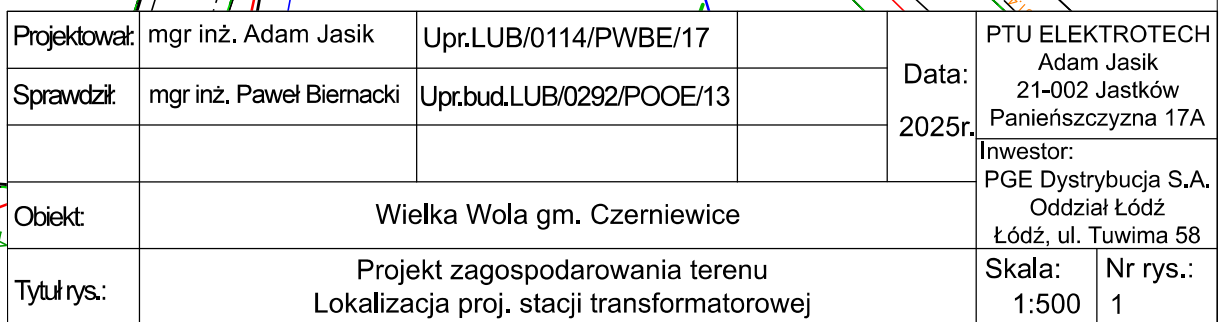 Projektował: mgr inż. Adam Jasik Upr.LUB/0114/PWBE/17
Sprawdził: mgr inż. Paweł Biernacki Upr.bud.LUB/0292/POOE/13
Data:
2025r.
PTU ELEKTROTECH
Adam Jasik
21-002 Jastków
Panieńszczyzna 17A
Inwestor:
PGE Dystrybucja S.A.
Oddział Łódź
Łódź, ul. Tuwima 58
Obiekt: Wielka Wola gm. Czerniewice
Tytuł rys.: Projekt zagospodarowania terenu
Lokalizacja proj. stacji transformatorowej
Skala:
1:500
Nr rys.:
1